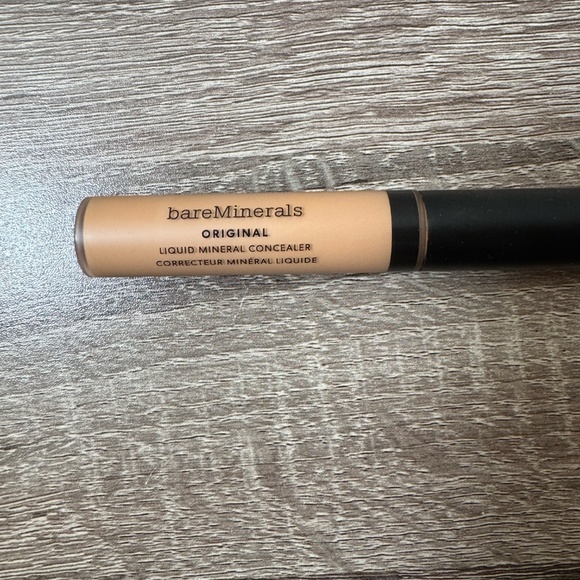 bareMinerals
ORIGINAL
LIQUID MINERAL CONCEALER
CORRECTEUR MINÉRAL LIQUIDE